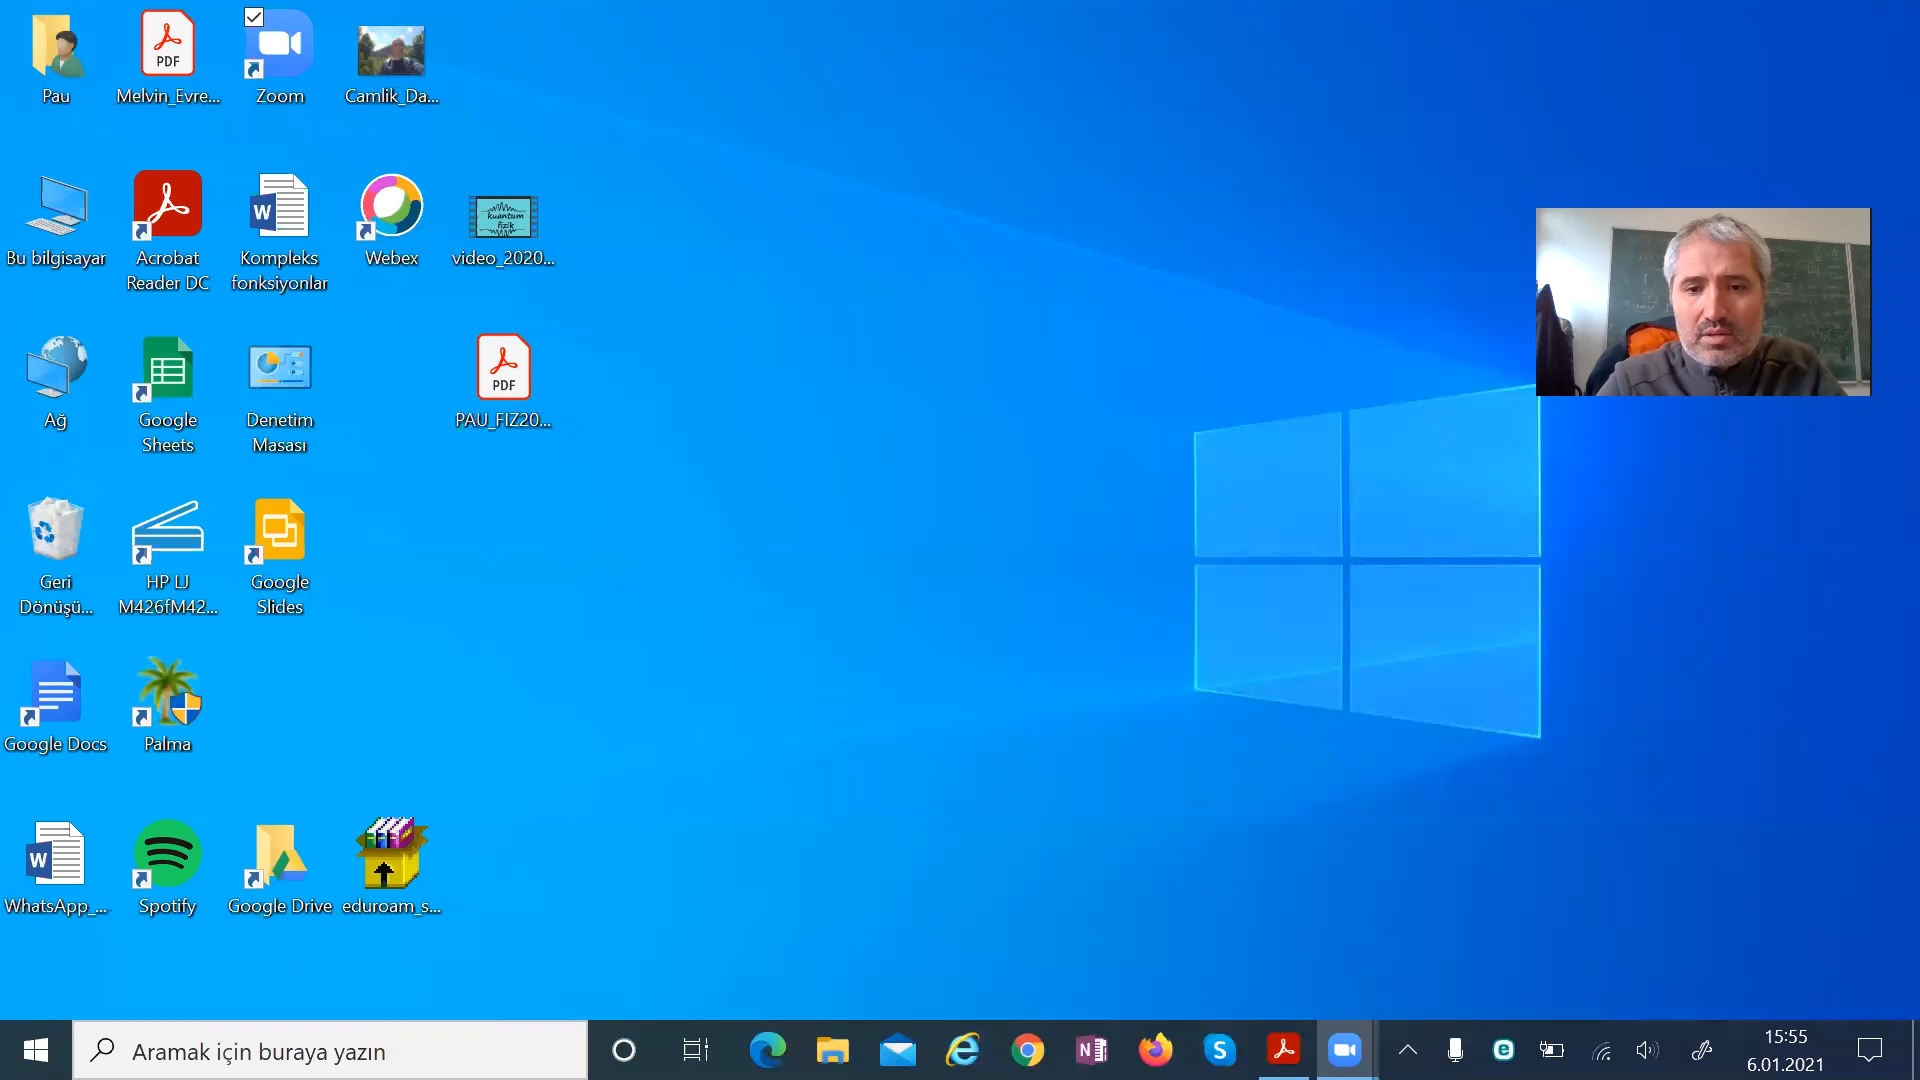 Pau
Melvin_Evre...
Zoom
Camlik_Da...
Bu bilgisayar
Acrobat
Reader DC
Kompleks
fonksiyonlar
Webex
kuantum
fizik
video_2020...
Ağ
Google
Sheets
Denetim
Masası
PDF
PDF
PAU_FIZ20...
Geri
Dönüşü...
HP LJ
M426fM42...
Google
Slides
Google Docs
Palma
WhatsApp_...
Spotify
Google Drive
eduroam_s...
Aramak için buraya yazın
15:55
6.01.2021